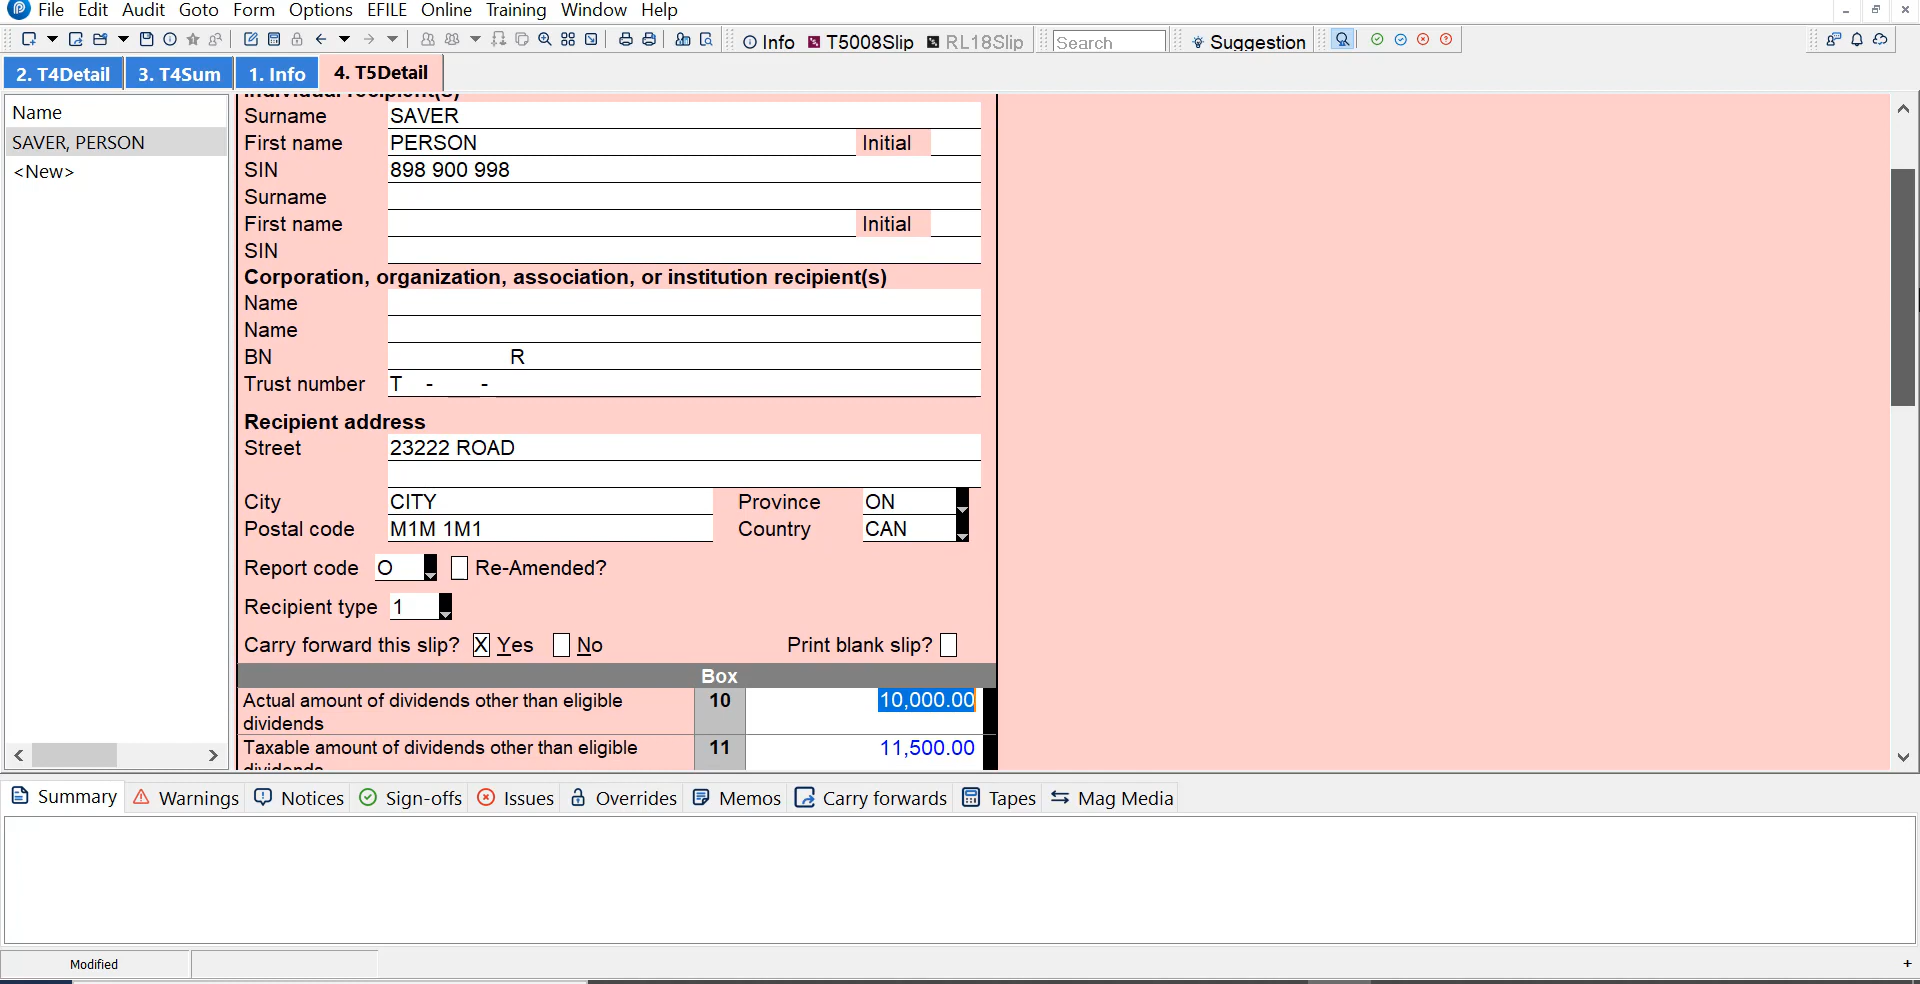 File Edit Audit Goto Form Options EFILE Online Training Window Help
Info T5008Slip RL18Slip Search Suggestion
2. T4Detail 3. T4Sum 1. Info 4. T5Detail
Name
SAVER, PERSON
<New>
Individual recipient(s)
Surname SAVER
First name PERSON Initial
SIN 898 900 998
Surname
First name Initial
SIN
Corporation, organization, association, or institution recipient(s)
Name
Name
BN R
Trust number T - -
Recipient address
Street 23222 ROAD
City CITY Province ON
Postal code M1M 1M1 Country CAN
Report code O Re-Amended?
Recipient type 1
Carry forward this slip? X Yes No Print blank slip?
Box
Actual amount of dividends other than eligible dividends 10 10,000.00
Taxable amount of dividends other than eligible dividends 11 11,500.00
Summary Warnings Notices Sign-offs Issues Overrides Memos Carry forwards Tapes Mag Media
Modified